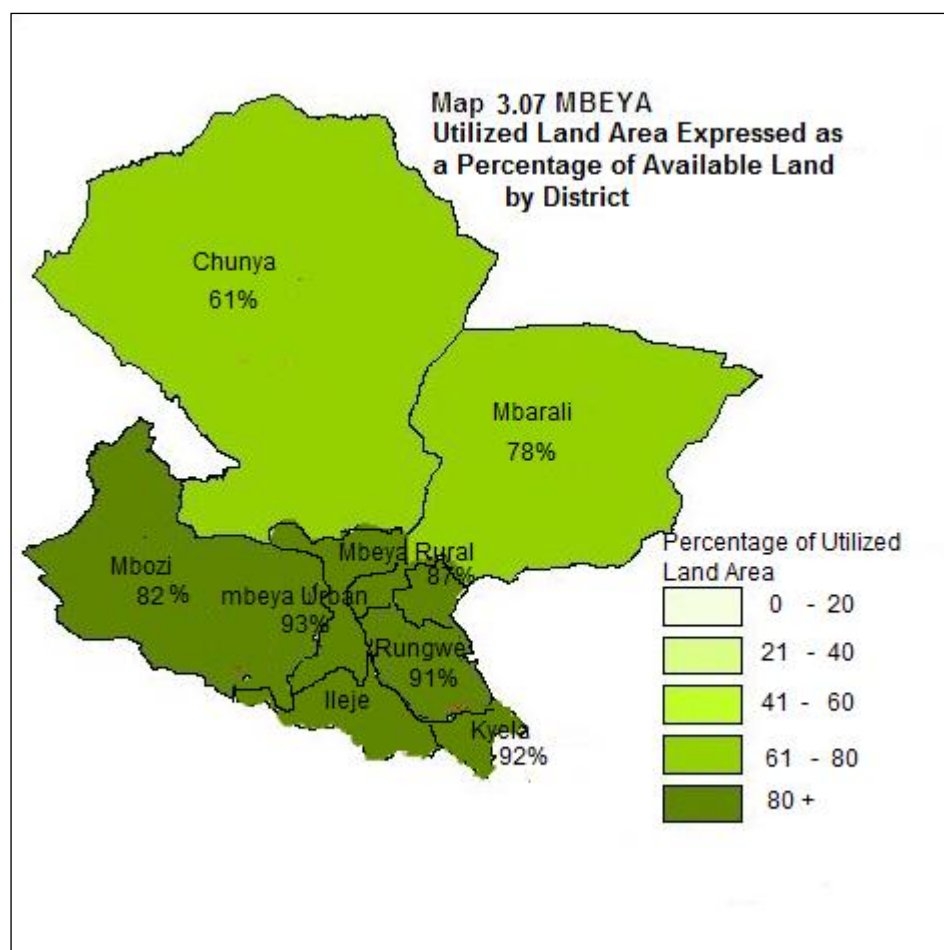 Map 3.07 MBEYA
Utilized Land Area Expressed as
a Percentage of Available Land
by District
Chunya
61%
Mbarali
78%
Mbeya Rural
87%
Mbozi
82 %
mbeya Urban
93%
Rungwe
91%
Ileje
Kyela
92%
Percentage of Utilized
Land Area
0 - 20
21 - 40
41 - 60
61 - 80
80 +